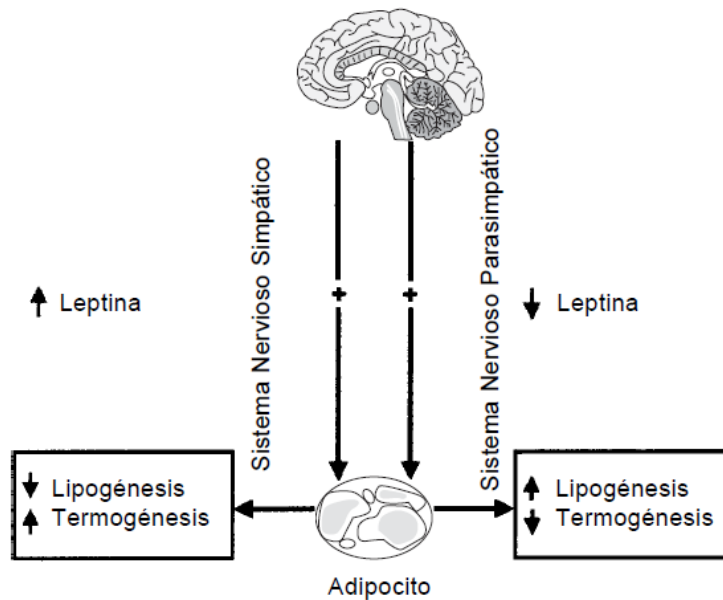 Sistema Nervioso Simpático
Sistema Nervioso Parasimpático
+ +
↑ Leptina
↓ Leptina
↓ Lipogénesis
↑ Termogénesis
↑ Lipogénesis
↓ Termogénesis
Adipocito